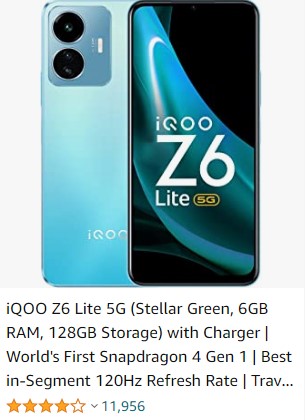 iQOO
Z6
Lite 5G
iQOO
iQOO Z6 Lite 5G (Stellar Green, 6GB
RAM, 128GB Storage) with Charger |
World's First Snapdragon 4 Gen 1 | Best
in-Segment 120Hz Refresh Rate | Trav...
11,956